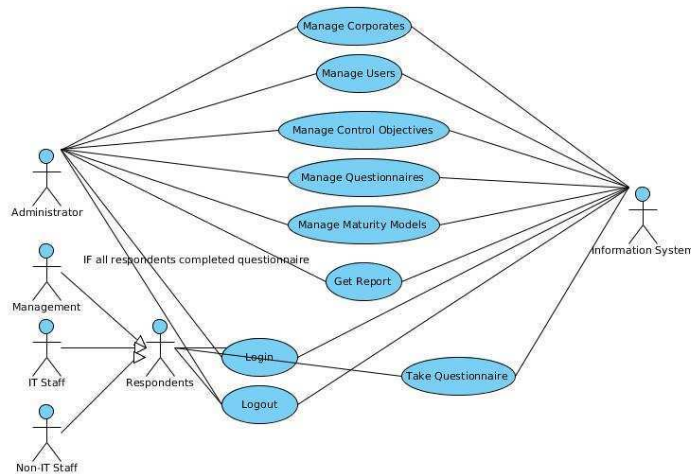 Manage Corporates
Manage Users
Manage Control Objectives
Administrator
Manage Questionnaires
Manage Maturity Models
Information System
IF all respondents completed questionnaire
Get Report
Management
Login
IT Staff
Respondents
Take Questionnaire
Logout
Non-IT Staff